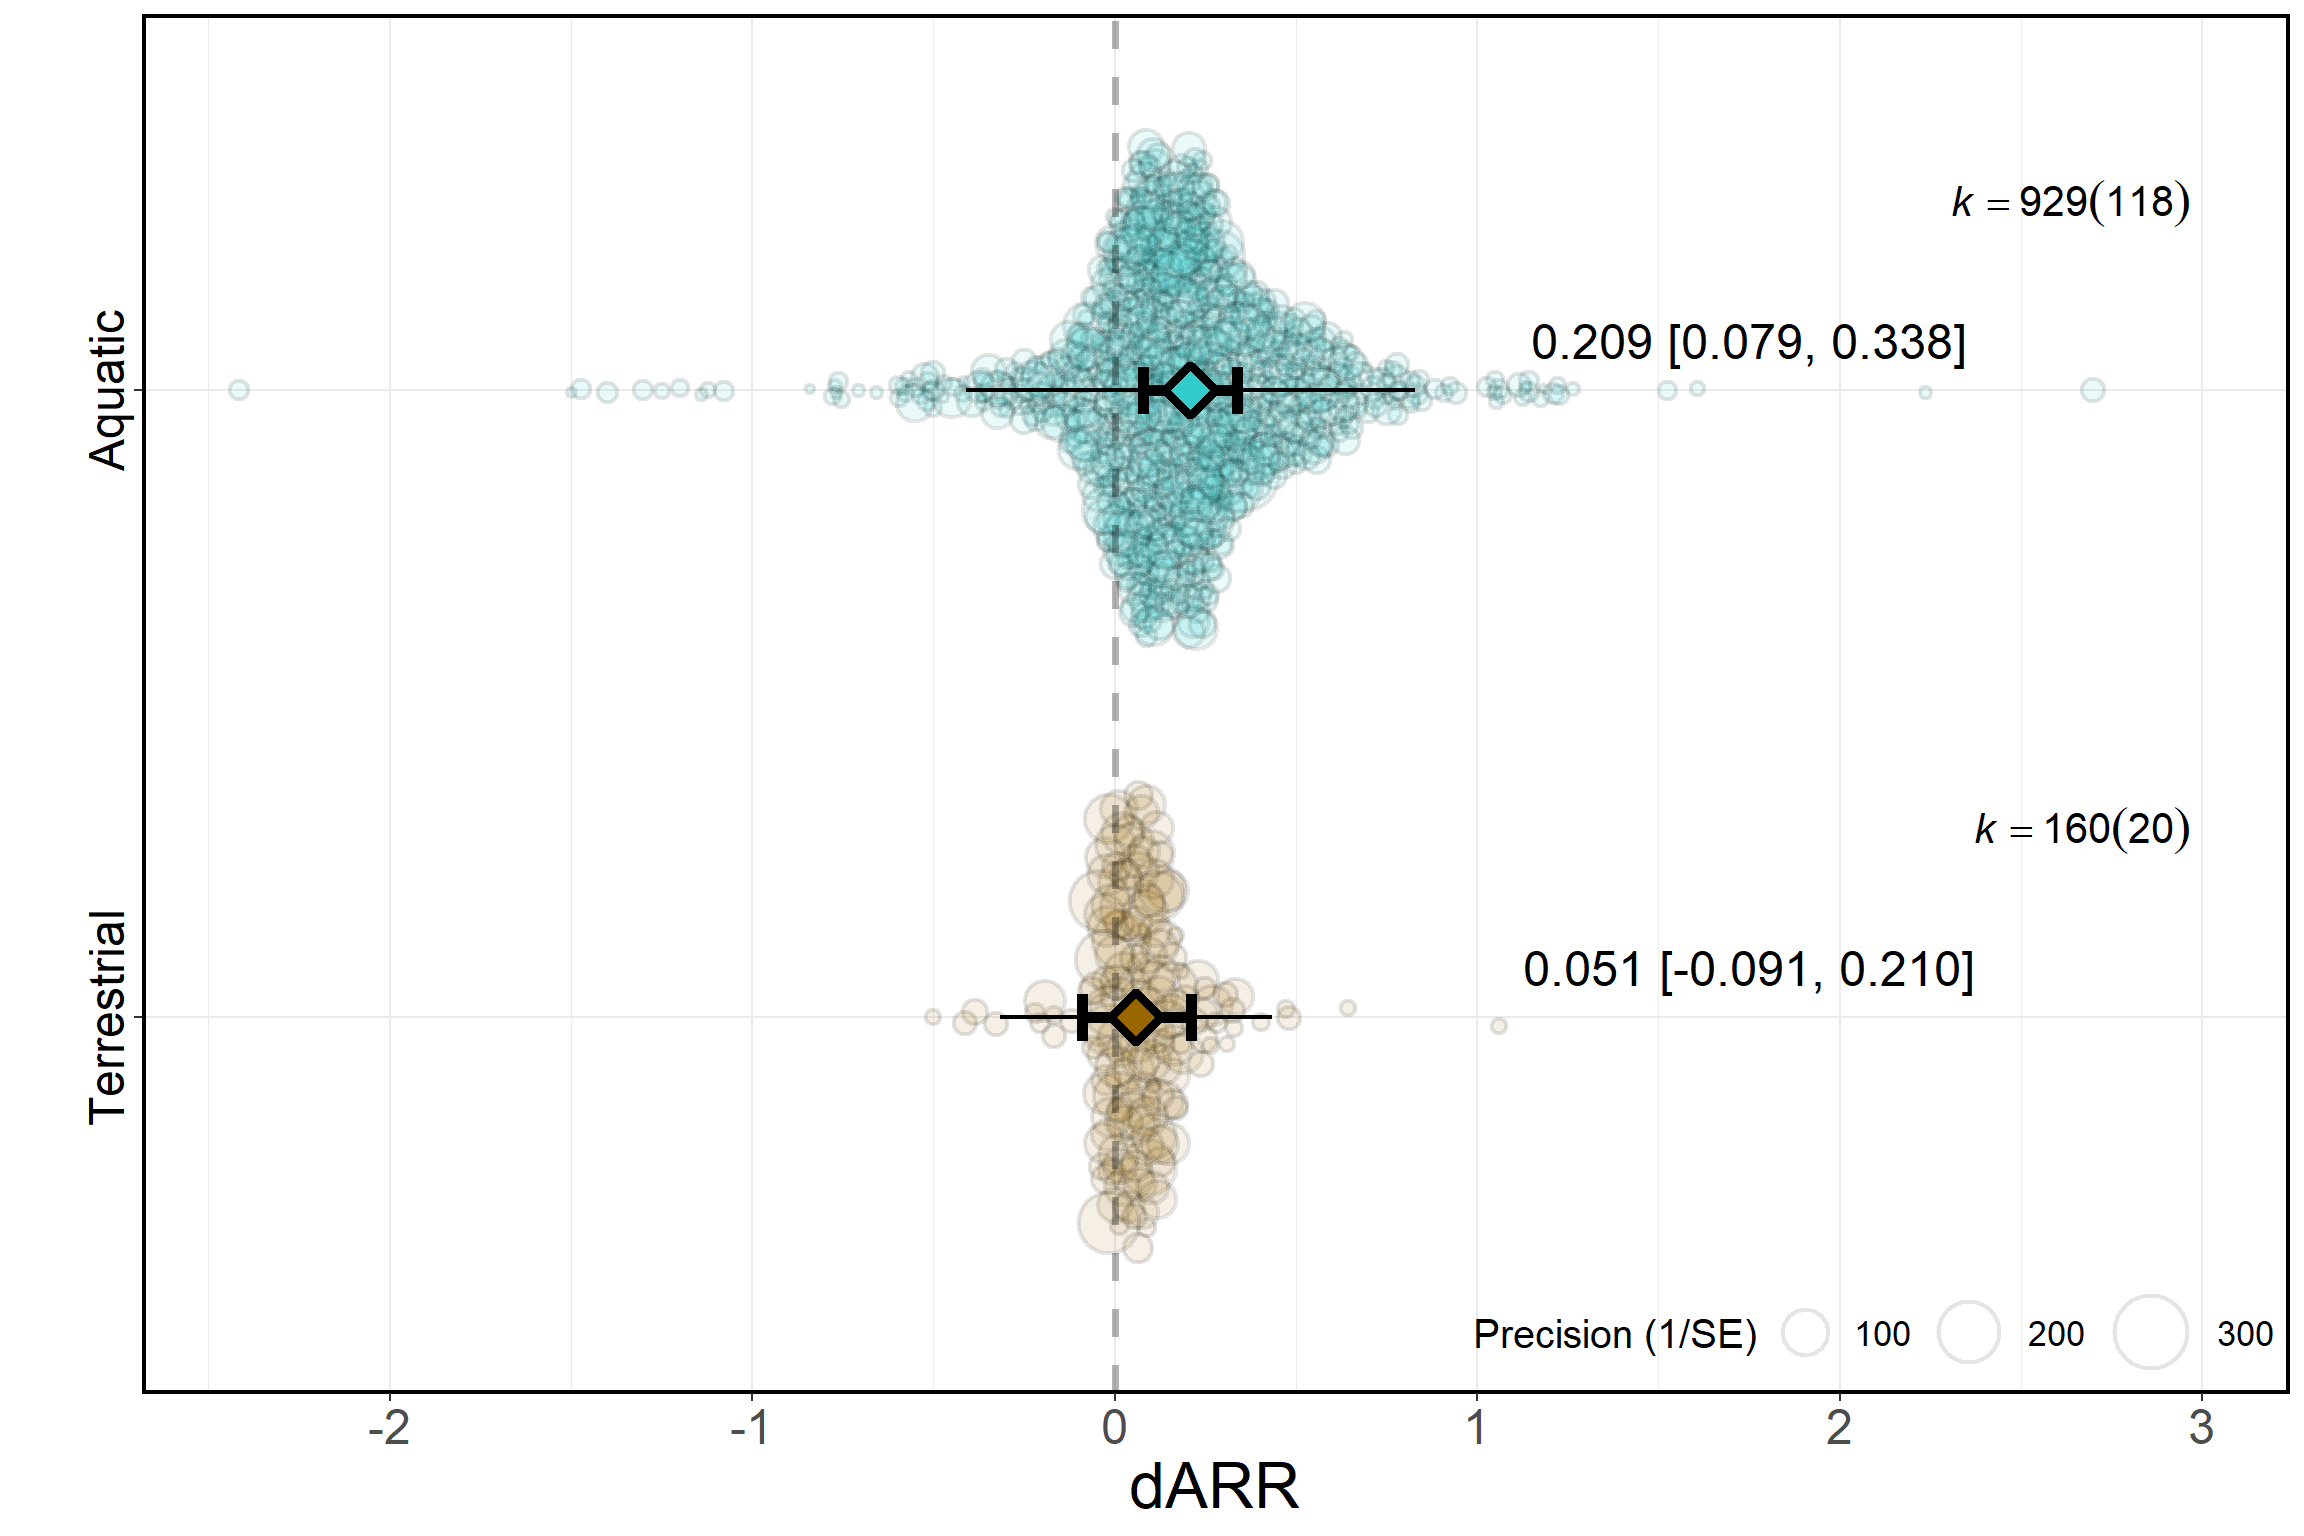 Aquatic
k = 929(118)
0.209 [0.079, 0.338]
Terrestrial
k = 160(20)
0.051 [-0.091, 0.210]
Precision (1/SE) 100 200 300
-2 -1 0 1 2 3
dARR